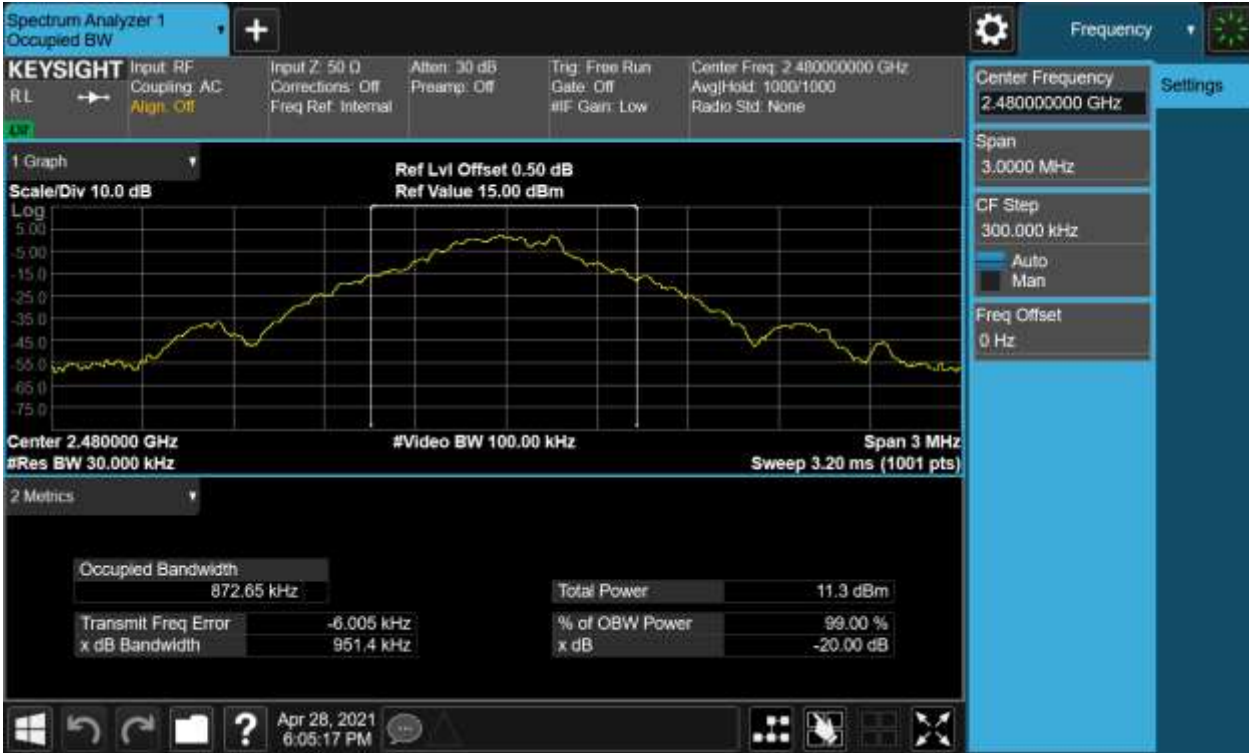 Spectrum Analyzer 1
Occupied BW
+
Frequency
KEYSIGHT
RL
Input: RF
Coupling: AC
Align: Off
Input Z: 50 Ω
Corrections: Off
Freq Ref: Internal
Atten: 30 dB
Preamp: Off
Trig: Free Run
Gate: Off
#IF Gain: Low
Center Freq: 2.480000000 GHz
Avg|Hold: 1000/1000
Radio Std: None
Center Frequency
2.480000000 GHz
Settings
Span
3.0000 MHz
CF Step
300.000 kHz
Auto
Man
Freq Offset
0 Hz
1 Graph
Scale/Div 10.0 dB
Ref Lvl Offset 0.50 dB
Ref Value 15.00 dBm
Log
5.00
-5.00
-15.0
-25.0
-35.0
-45.0
-55.0
-65.0
-75.0
Center 2.480000 GHz
#Res BW 30.000 kHz
#Video BW 100.00 kHz
Span 3 MHz
Sweep 3.20 ms (1001 pts)
2 Metrics
Occupied Bandwidth
872.65 kHz
Total Power 11.3 dBm
Transmit Freq Error -6.005 kHz
% of OBW Power 99.00 %
x dB Bandwidth 951.4 kHz
x dB -20.00 dB
?
Apr 28, 2021
6:05:17 PM